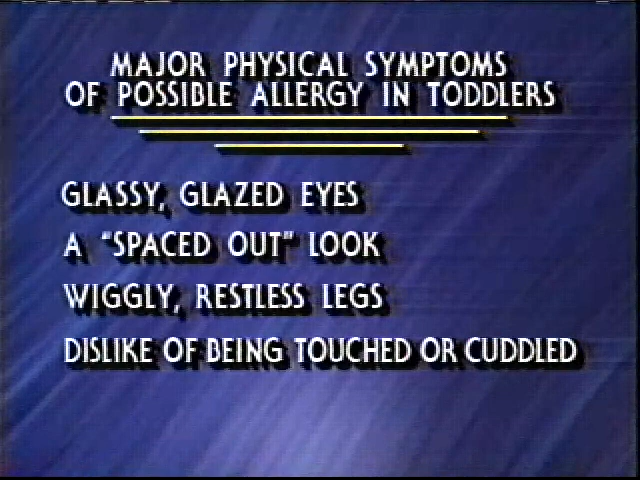 MAJOR PHYSICAL SYMPTOMS
OF POSSIBLE ALLERGY IN TODDLERS
GLASSY, GLAZED EYES
A "SPACED OUT" LOOK
WIGGLY, RESTLESS LEGS
DISLIKE OF BEING TOUCHED OR CUDDLED